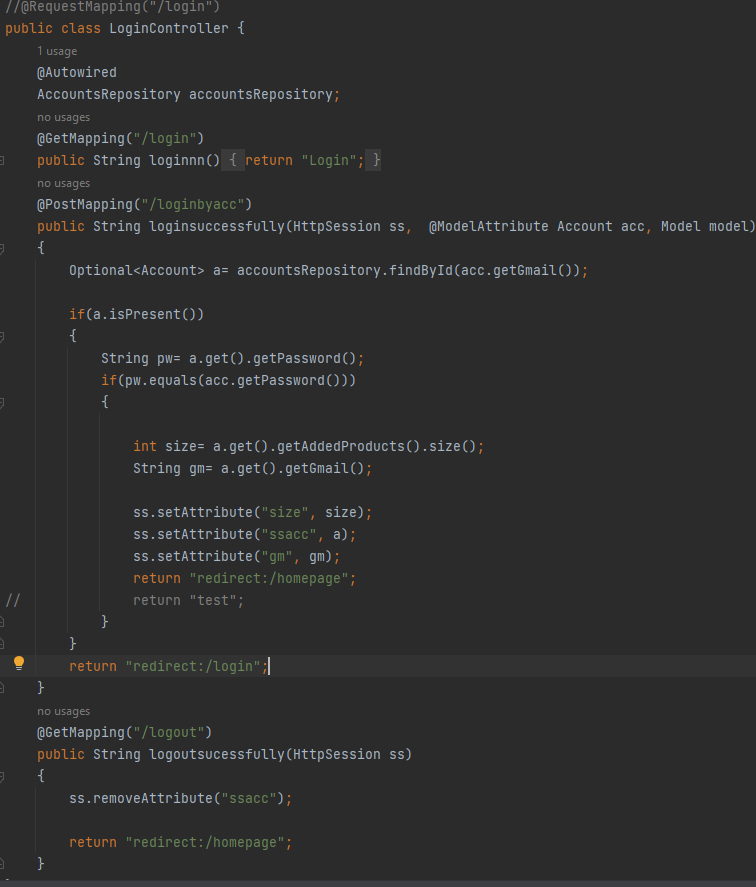 //@RequestMapping("/login")
public class LoginController {
1 usage
@Autowired
AccountsRepository accountsRepository;
no usages
@GetMapping("/login")
public String loginnn() { return "Login"; }
no usages
@PostMapping("/loginbyacc")
public String loginsuccessfully(HttpSession ss,  @ModelAttribute Account acc, Model model)
{
Optional<Account> a= accountsRepository.findById(acc.getGmail());
if(a.isPresent())
{
String pw= a.get().getPassword();
if(pw.equals(acc.getPassword()))
{
int size= a.get().getAddedProducts().size();
String gm= a.get().getGmail();
ss.setAttribute("size", size);
ss.setAttribute("ssacc", a);
ss.setAttribute("gm", gm);
return "redirect:/homepage";
// return "test";
}
}
return "redirect:/login";
}
no usages
@GetMapping("/logout")
public String logoutsucessfully(HttpSession ss)
{
ss.removeAttribute("ssacc");
return "redirect:/homepage";
}